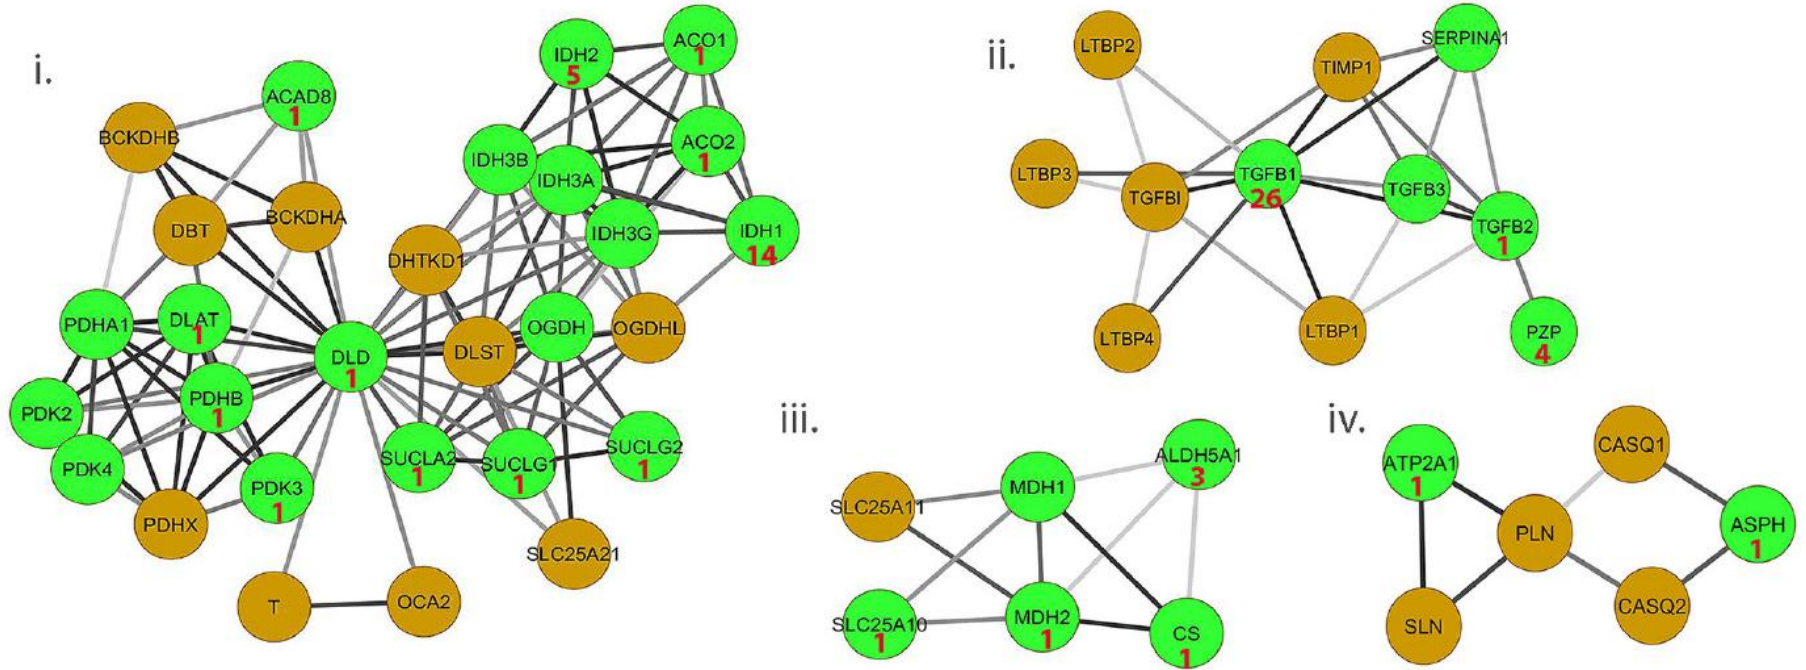 i.
ACAD8
1
BCKDHB
DBT
BCKDHA
PDHA1
DLAT
1
PDK2
PDHB
1
PDK4
PDK3
1
PDHX
DLD
1
T
OCA2
IDH2
5
ACO1
1
IDH3B
IDH3A
ACO2
1
IDH3G
IDH1
14
DHTKD1
DLST
OGDH
OGDHL
SUCLA2
1
SUCLG1
1
SUCLG2
1
SLC25A21
ii.
LTBP2
TIMP1
SERPINA1
LTBP3
TGFBI
TGFB1
26
TGFB3
TGFB2
1
LTBP4
LTBP1
PZP
4
iii.
SLC25A11
MDH1
ALDH5A1
3
SLC25A10
1
MDH2
1
CS
1
iv.
ATP2A1
1
CASQ1
PLN
ASPH
1
SLN
CASQ2